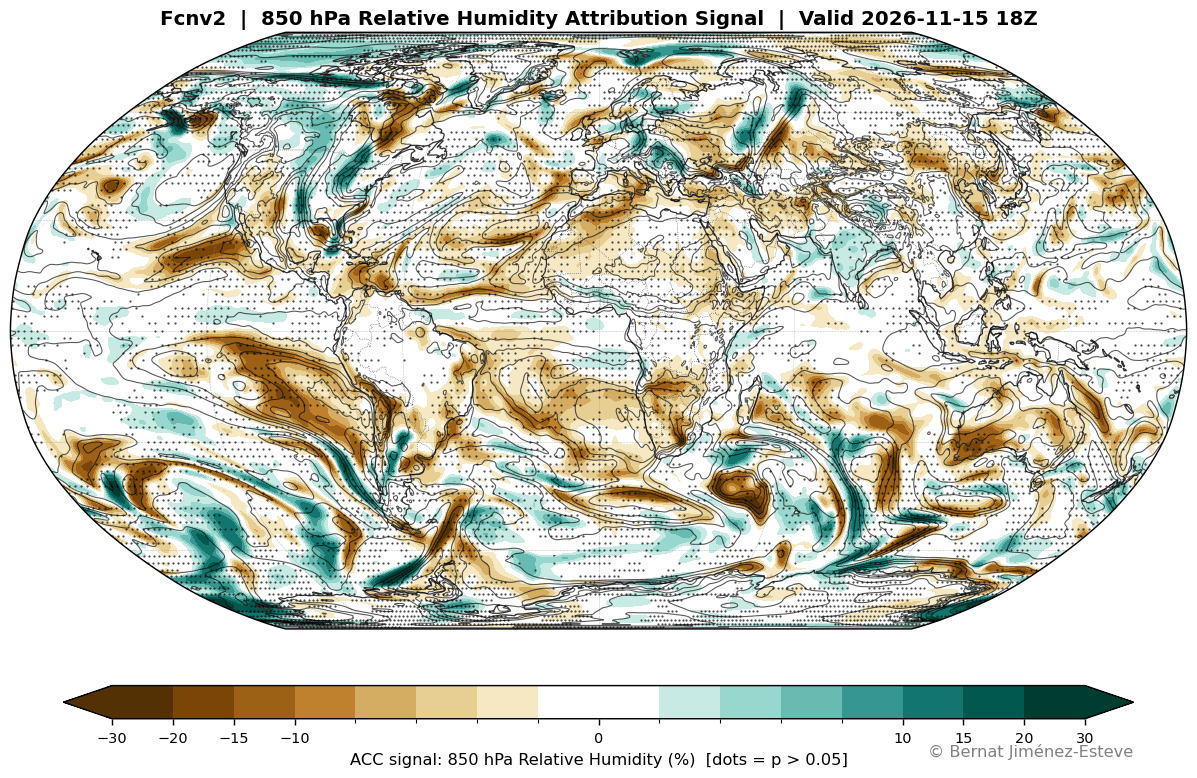 Fcnv2  |  850 hPa Relative Humidity Attribution Signal  |  Valid 2026-11-15 18Z
−30 −20 −15 −10 0 10 15 20 30
ACC signal: 850 hPa Relative Humidity (%)  [dots = p > 0.05]
© Bernat Jiménez-Esteve